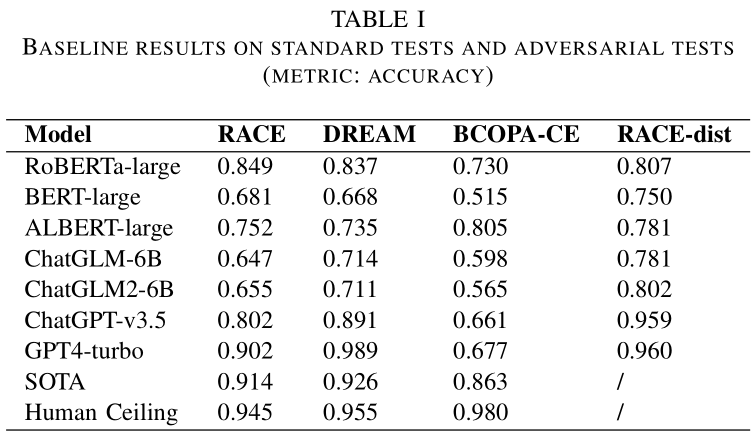 TABLE I
BASELINE RESULTS ON STANDARD TESTS AND ADVERSARIAL TESTS
(METRIC: ACCURACY)
Model RACE DREAM BCOPA-CE RACE-dist
RoBERTa-large 0.849 0.837 0.730 0.807
BERT-large 0.681 0.668 0.515 0.750
ALBERT-large 0.752 0.735 0.805 0.781
ChatGLM-6B 0.647 0.714 0.598 0.781
ChatGLM2-6B 0.655 0.711 0.565 0.802
ChatGPT-v3.5 0.802 0.891 0.661 0.959
GPT4-turbo 0.902 0.989 0.677 0.960
SOTA 0.914 0.926 0.863 /
Human Ceiling 0.945 0.955 0.980 /